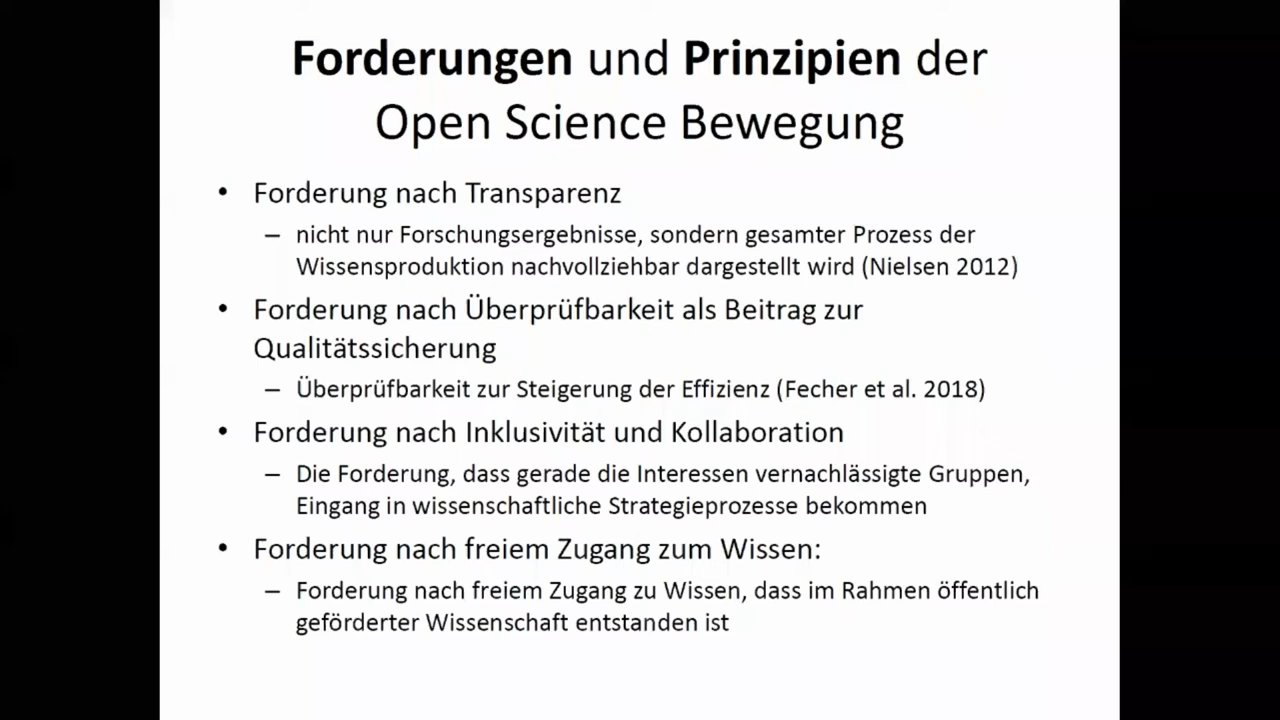 Forderungen und Prinzipien der
Open Science Bewegung
• Forderung nach Transparenz
– nicht nur Forschungsergebnisse, sondern gesamter Prozess der
Wissensproduktion nachvollziehbar dargestellt wird (Nielsen 2012)
• Forderung nach Überprüfbarkeit als Beitrag zur
Qualitätssicherung
– Überprüfbarkeit zur Steigerung der Effizienz (Fecher et al. 2018)
• Forderung nach Inklusivität und Kollaboration
– Die Forderung, dass gerade die Interessen vernachlässigte Gruppen,
Eingang in wissenschaftliche Strategieprozesse bekommen
• Forderung nach freiem Zugang zum Wissen:
– Forderung nach freiem Zugang zu Wissen, dass im Rahmen öffentlich
geförderter Wissenschaft entstanden ist